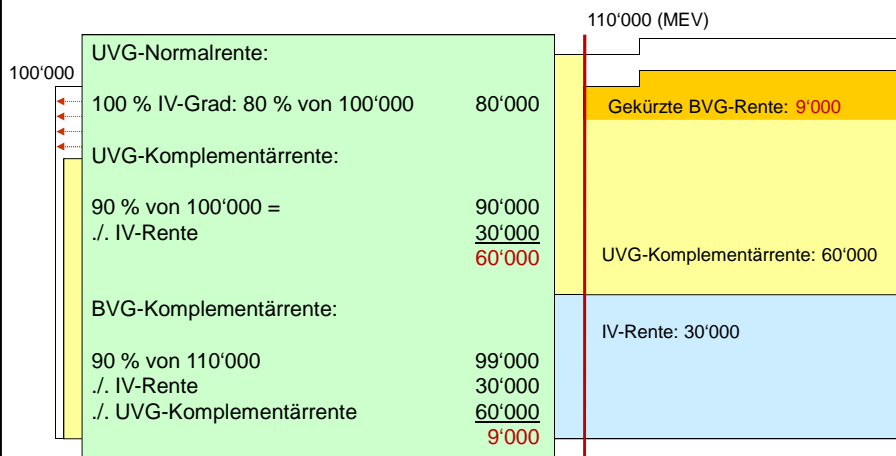 110‘000 (MEV)
100‘000
UVG-Normalrente:
100 % IV-Grad: 80 % von 100‘000 80‘000
UVG-Komplementärrente:
90 % von 100‘000 = 90‘000
./. IV-Rente 30‘000
60‘000
BVG-Komplementärrente:
90 % von 110‘000 99‘000
./. IV-Rente 30‘000
./. UVG-Komplementärrente 60‘000
9‘000
Gekürzte BVG-Rente: 9‘000
UVG-Komplementärrente: 60‘000
IV-Rente: 30‘000